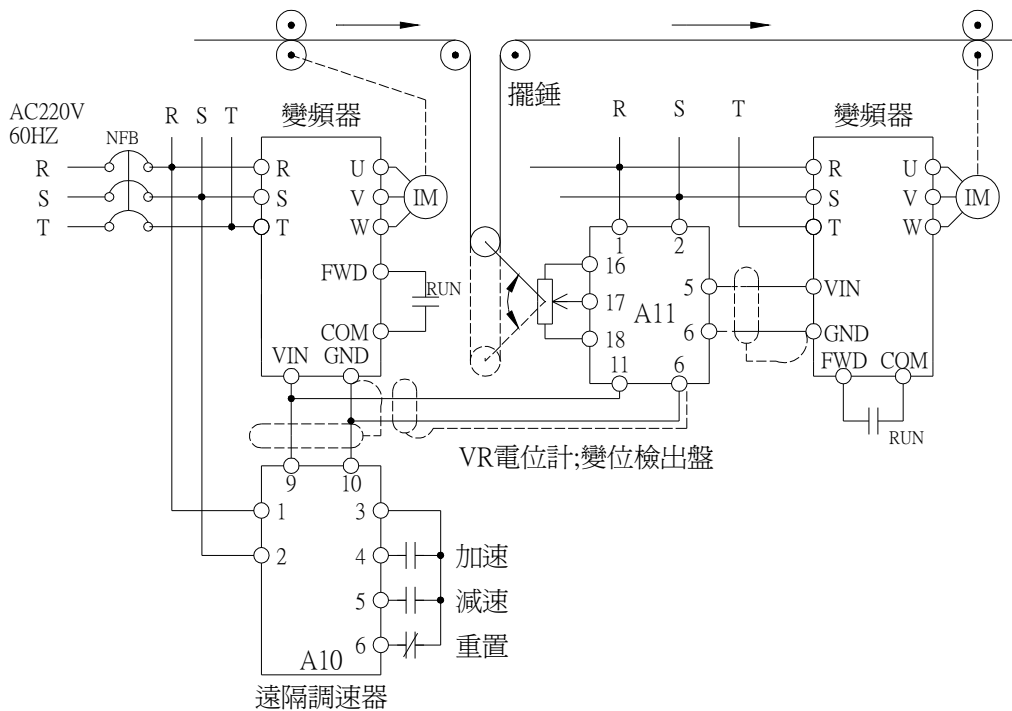 擺錘
AC220V
60HZ
R S T
NFB
變頻器
R S T
變頻器
R
S
T
R
S
T
U
V
W
IM
FWD
COM
RUN
VIN GND
1 2
16
17
18
A11
5
6
11 6
R
S
T
U
V
W
IM
VIN
GND
FWD COM
RUN
VR電位計;變位檢出盤
9 10
1
2
3
4
5
6
加速
減速
重置
A10
遠隔調速器